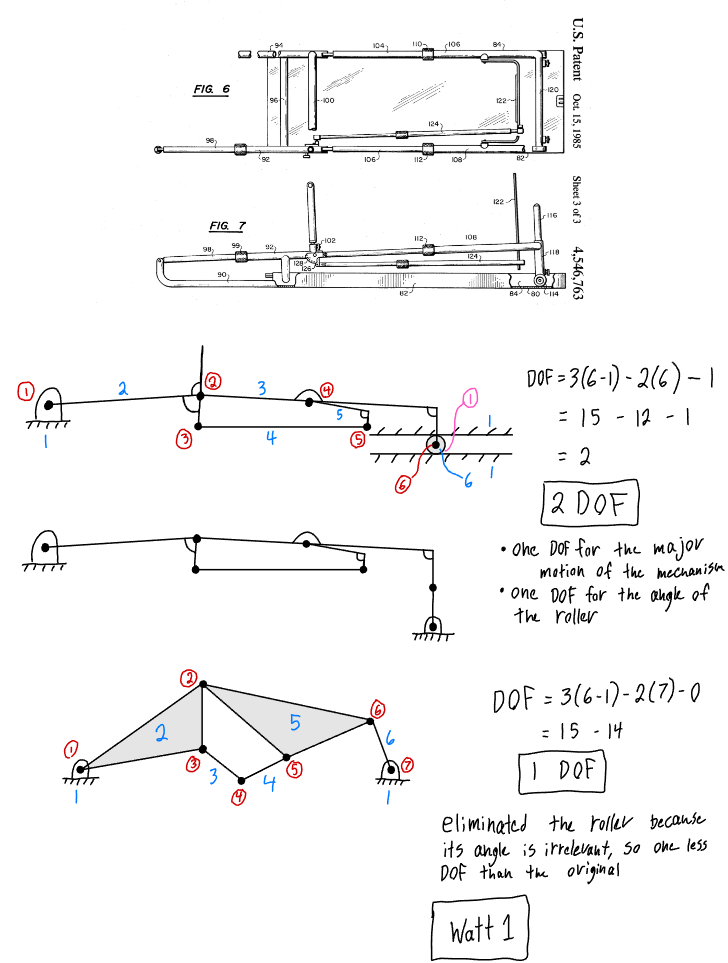 U.S. Patent Oct. 15, 1985 Sheet 3 of 3 4,546,763
94 104 110 106 84
FIG. 6
96 100 122 120
124
98 92 106 112 108 82
122
116
FIG. 7
98 99 92 102 112 108
128 126 124 118
90 82 84 80 114
① 2 ② 3 ④ 5 ③ 4 ⑤ ① 1
1 ⑥ 6 1
DOF = 3(6-1) - 2(6) - 1
= 15 - 12 - 1
= 2
2 DOF
• one DOF for the major
motion of the mechanism
• one DOF for the angle of
the roller
② ① 2 5 ⑥
③ 3 ④ 4 ⑤ 6 ⑦
1 1
DOF = 3(6-1) - 2(7) - 0
= 15 - 14
1 DOF
eliminated the roller because
its angle is irrelevant, so one less
DOF than the original
Watt 1